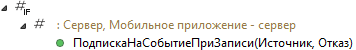 #IF
# : Сервер, Мобильное приложение - сервер
ПодпискаНаСобытиеПриЗаписи(Источник, Отказ)